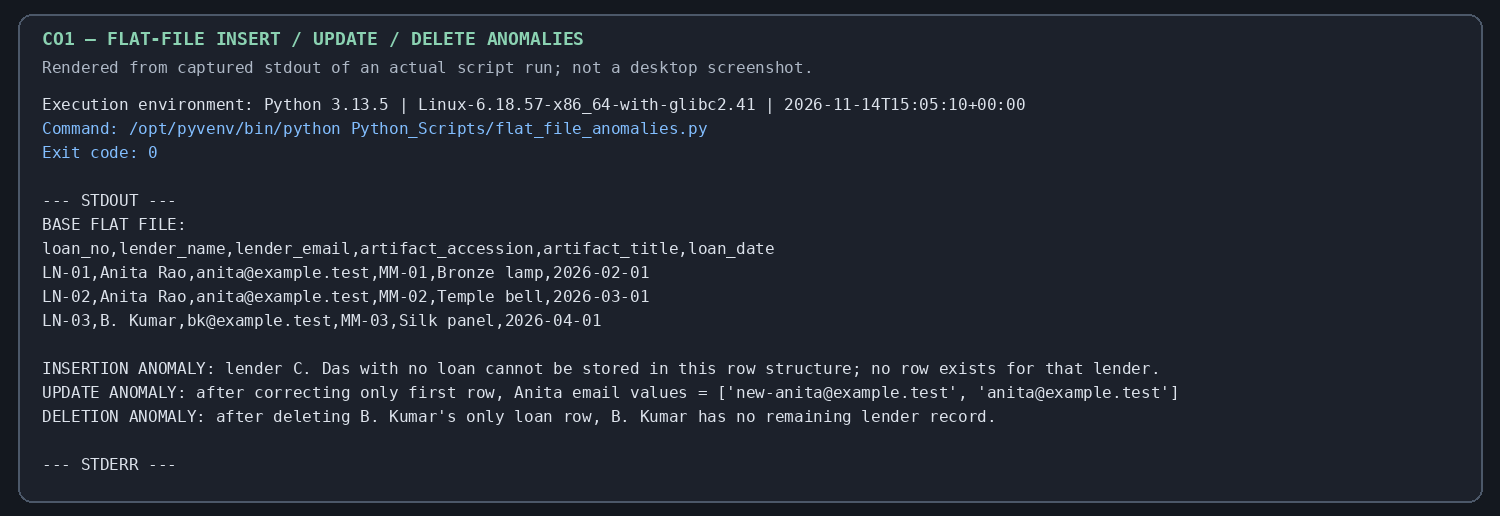 CO1 — FLAT-FILE INSERT / UPDATE / DELETE ANOMALIES
Rendered from captured stdout of an actual script run; not a desktop screenshot.
Execution environment: Python 3.13.5 | Linux-6.18.57-x86_64-with-glibc2.41 | 2026-11-14T15:05:10+00:00
Command: /opt/pyvenv/bin/python Python_Scripts/flat_file_anomalies.py
Exit code: 0
--- STDOUT ---
BASE FLAT FILE:
loan_no,lender_name,lender_email,artifact_accession,artifact_title,loan_date
LN-01,Anita Rao,anita@example.test,MM-01,Bronze lamp,2026-02-01
LN-02,Anita Rao,anita@example.test,MM-02,Temple bell,2026-03-01
LN-03,B. Kumar,bk@example.test,MM-03,Silk panel,2026-04-01
INSERTION ANOMALY: lender C. Das with no loan cannot be stored in this row structure; no row exists for that lender.
UPDATE ANOMALY: after correcting only first row, Anita email values = ['new-anita@example.test', 'anita@example.test']
DELETION ANOMALY: after deleting B. Kumar's only loan row, B. Kumar has no remaining lender record.
--- STDERR ---